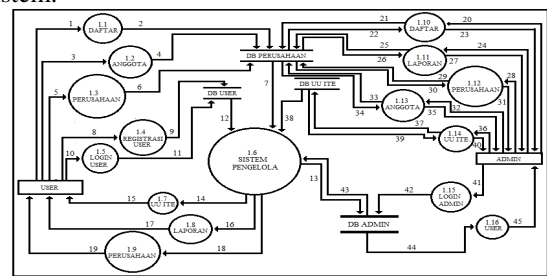 stem.
1 1.1 DAFTAR 2
3 1.2 ANGGOTA 4
5 1.3 PERUSAHAAN 6
DB PERUSAHAAN
21 1.10 DAFTAR 20
22 23
25 1.11 LAPORAN 24
26 27
29 1.12 PERUSAHAAN 28
30 31
DB USER
DB UU ITE
7
33 1.13 ANGGOTA 32
34 35
8 1.4 REGISTRASI USER 9
12
38
37 1.14 UU ITE 36
39 40
10 1.5 LOGIN USER 11
1.6 SISTEM PENGELOLA
13
USER
ADMIN
15 1.7 UU ITE 14
43 42 1.15 LOGIN ADMIN 41
17 1.8 LAPORAN 16
DB ADMIN
44 1.16 USER 45
19 1.9 PERUSAHAAN 18